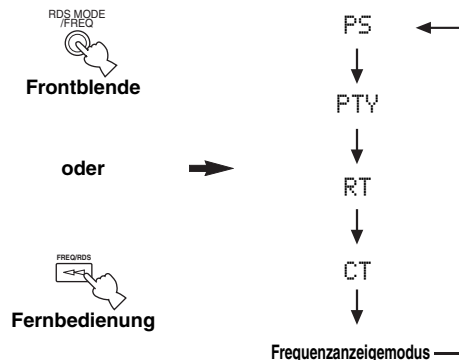 RDS MODE
/FREQ
Frontblende
oder
FREQ/RDS
Fernbedienung
PS
PTY
RT
CT
Frequenzanzeigemodus